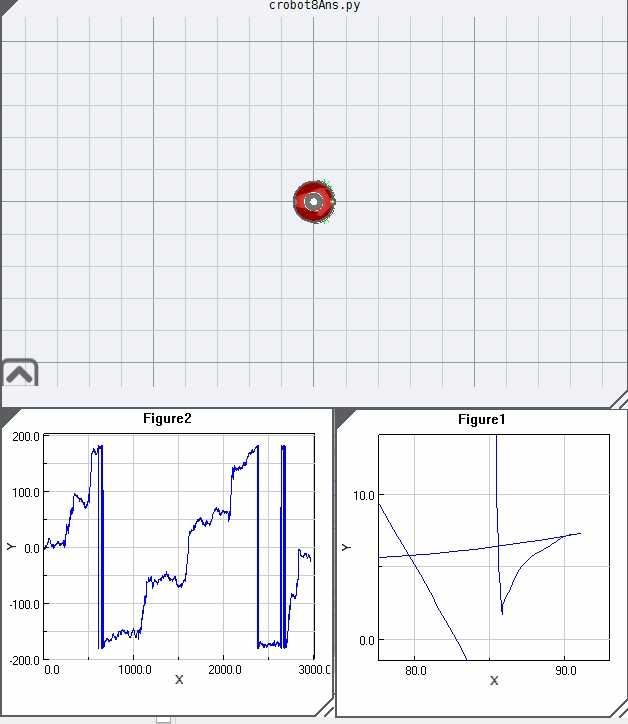 crobot8Ans.py
Figure2
200.0
100.0
0.0
-100.0
-200.0
Y
0.0
1000.0
2000.0
3000.0
X
Figure1
10.0
0.0
Y
80.0
90.0
X